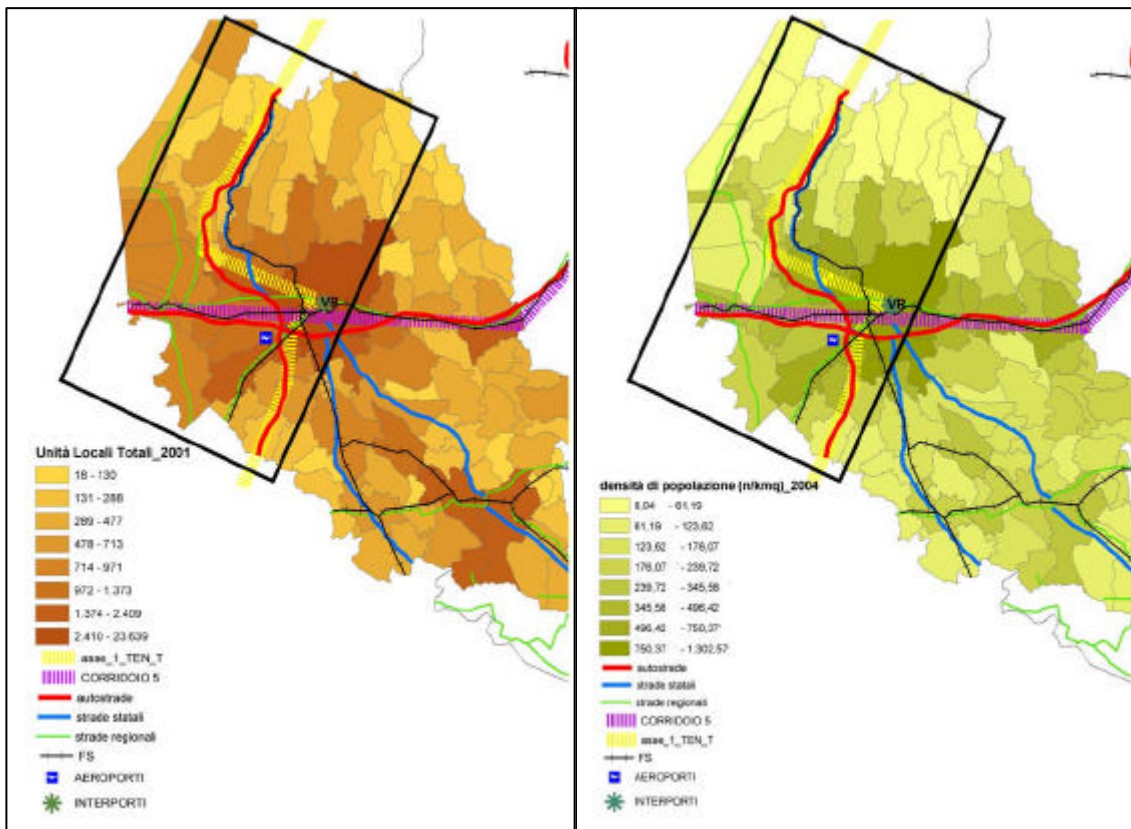 VR
Unità Locali Totali_2001
18 - 130
131 - 288
289 - 477
478 - 713
714 - 971
972 - 1.373
1.374 - 2.409
2.410 - 23.639
asse_1_TEN_T
CORRIDOIO 5
autostrade
strade statali
strade regionali
FS
AEROPORTI
INTERPORTI
VR
densità di popolazione (n/kmq)_2004
- 61,19
61,19 - 123,62
123,62 - 178,07
178,07 - 239,72
239,72 - 345,58
345,58 - 496,42
496,42 - 750,37
750,37 - 1.302,57
autostrade
strade statali
strade regionali
CORRIDOIO 5
asse_1_TEN_T
FS
AEROPORTI
INTERPORTI